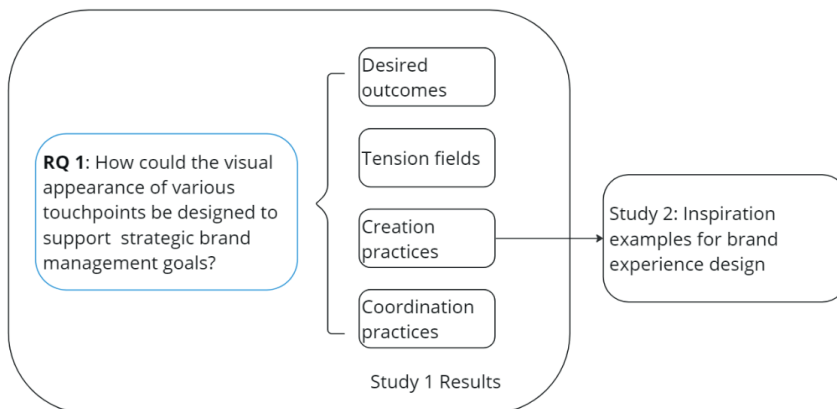 RQ 1: How could the visual
appearance of various
touchpoints be designed to
support strategic brand
management goals?
Desired
outcomes
Tension fields
Creation
practices
Coordination
practices
Study 1 Results
Study 2: Inspiration
examples for brand
experience design